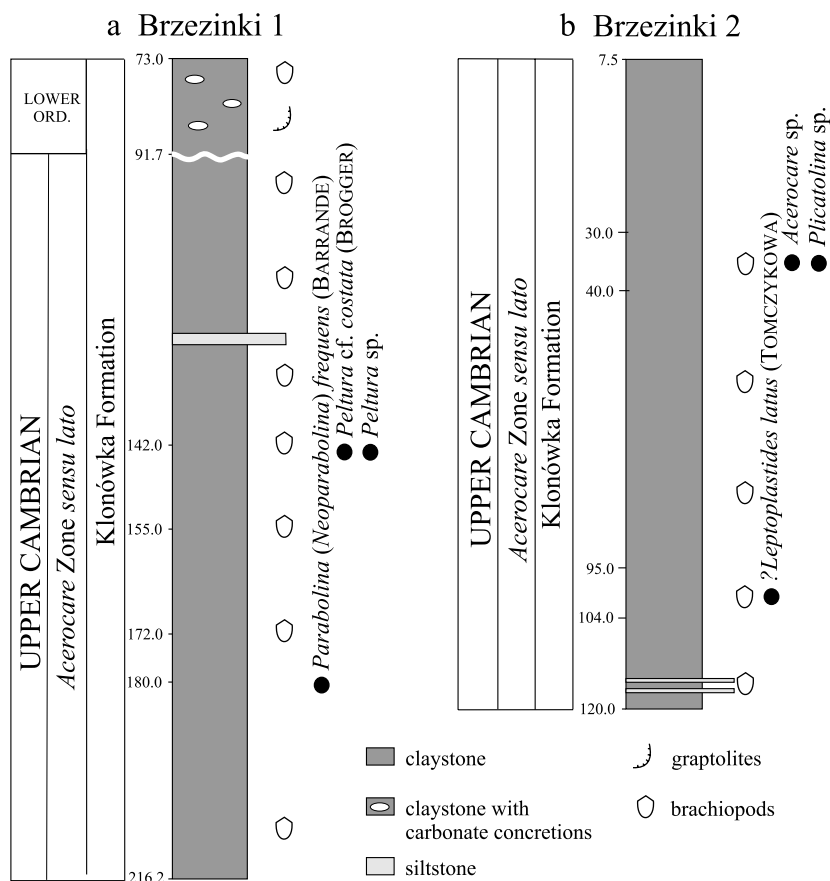 a Brzezinki 1
73.0
LOWER
ORD.
91.7
142.0
155.0
172.0
180.0
216.2
UPPER CAMBRIAN
Acerocare Zone sensu lato
Klonówka Formation
Parabolina (Neoparabolina) frequens (BARRANDE)
Peltura cf. costata (BROGGER)
Peltura sp.
b Brzezinki 2
7.5
30.0
40.0
95.0
104.0
120.0
UPPER CAMBRIAN
Acerocare Zone sensu lato
Klonówka Formation
?Leptoplastides latus (TOMCZYKOWA)
Acerocare sp.
Plicatolina sp.
claystone
claystone with
carbonate concretions
siltstone
graptolites
brachiopods